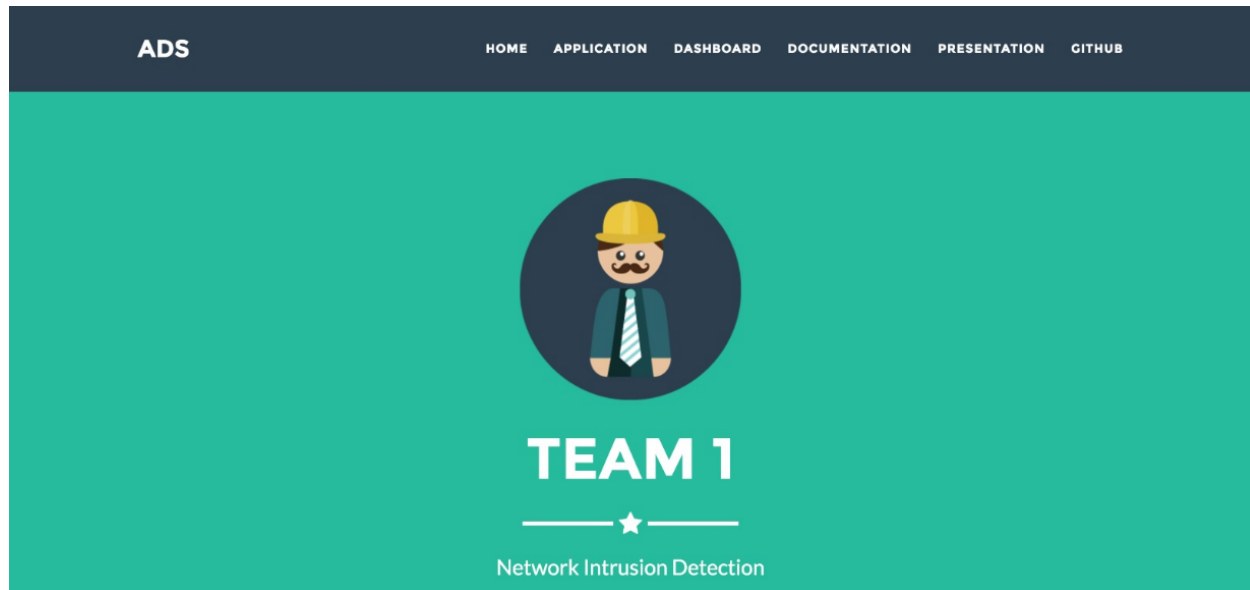 ADS HOME APPLICATION DASHBOARD DOCUMENTATION PRESENTATION GITHUB
TEAM 1
Network Intrusion Detection